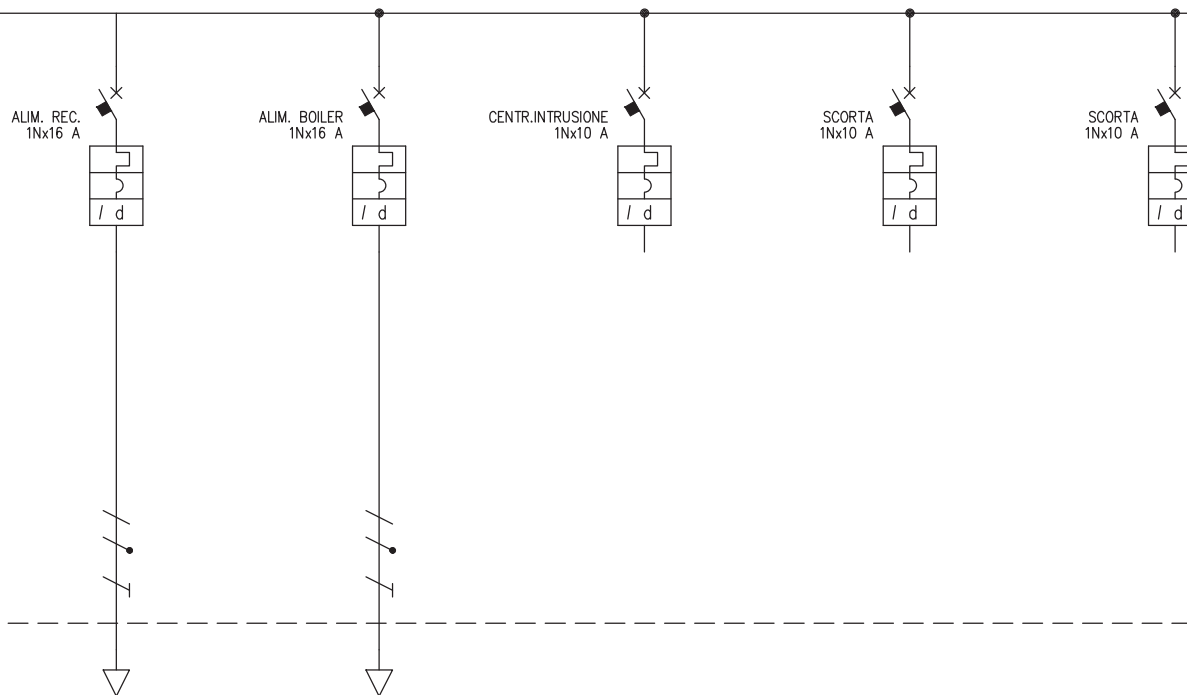 ALIM. REC.
1Nx16 A
ALIM. BOILER
1Nx16 A
CENTR.INTRUSIONE
1Nx10 A
SCORTA
1Nx10 A
SCORTA
1Nx10 A
I d
I d
I d
I d
I d